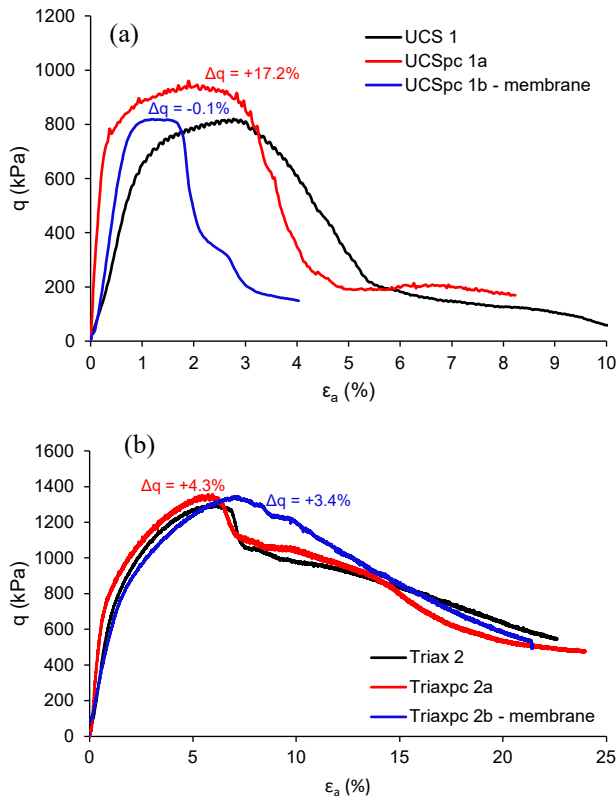 (a)
UCS 1
UCSpc 1a
UCSpc 1b - membrane
Δq = +17.2%
Δq = -0.1%
q (kPa)
1200
1000
800
600
400
200
0
0 1 2 3 4 5 6 7 8 9 10
εa (%)
(b)
Δq = +4.3%
Δq = +3.4%
q (kPa)
1600
1400
1200
1000
800
600
400
200
0
Triax 2
Triaxpc 2a
Triaxpc 2b - membrane
0 5 10 15 20 25
εa (%)